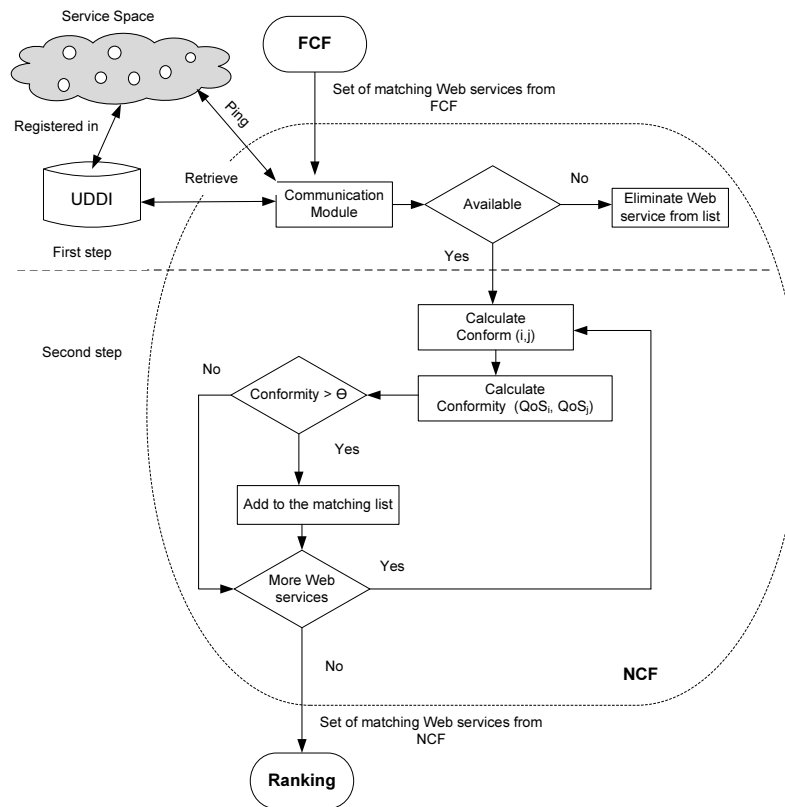 Service Space
FCF
Set of matching Web services from
FCF
Ping
Registered in
UDDI
Retrieve
Communication
Module
Available
No
Eliminate Web
service from list
First step
Yes
Second step
Calculate
Conform (i,j)
No
Conformity > Ɵ
Calculate
Conformity (QoSi, QoSj)
Yes
Add to the matching list
More Web
services
Yes
No
NCF
Set of matching Web services from
NCF
Ranking